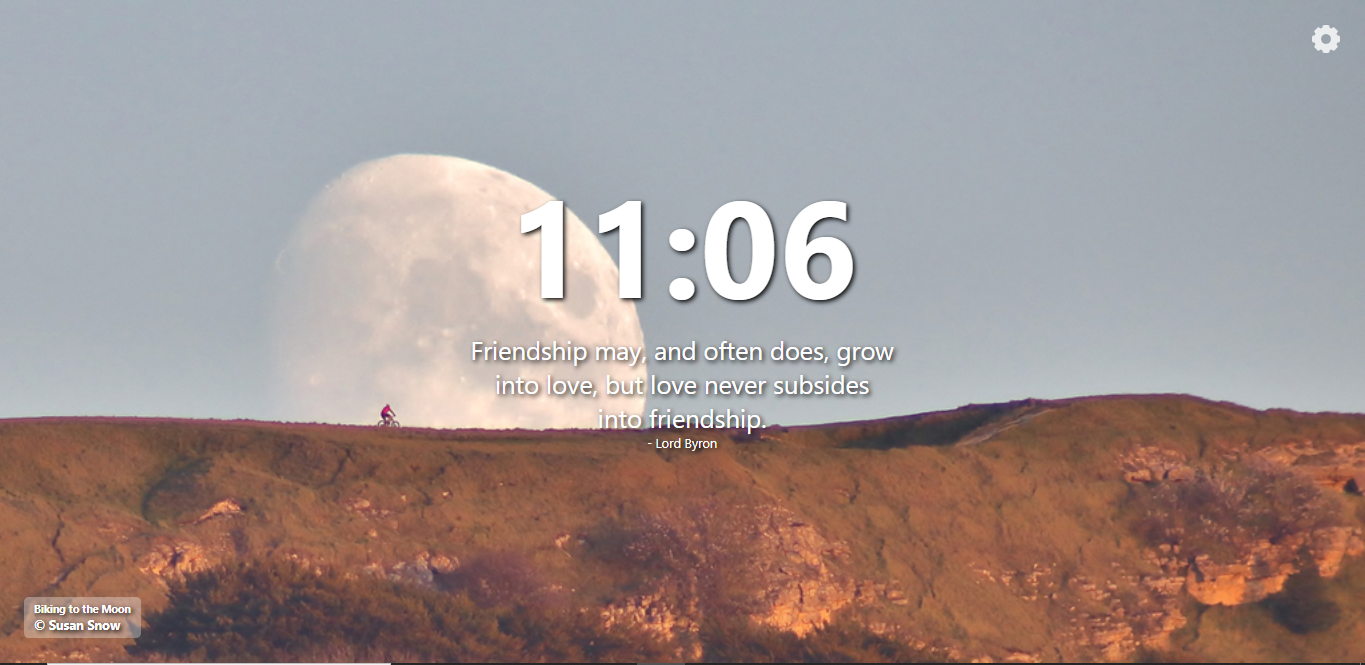 11:06
Friendship may, and often does, grow
into love, but love never subsides
into friendship.
- Lord Byron
Biking to the Moon
© Susan Snow